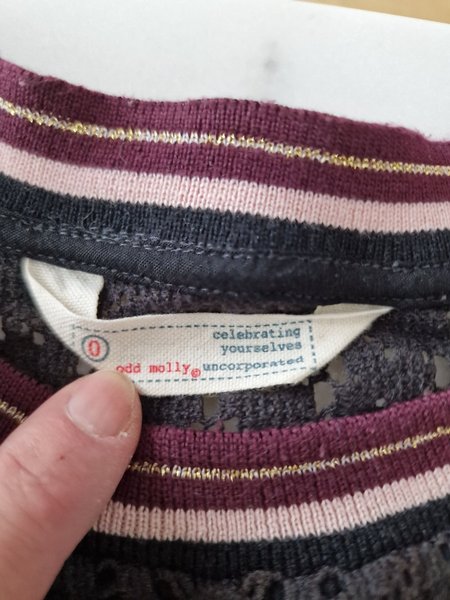 0
celebrating
yourselves
odd molly© uncorporated